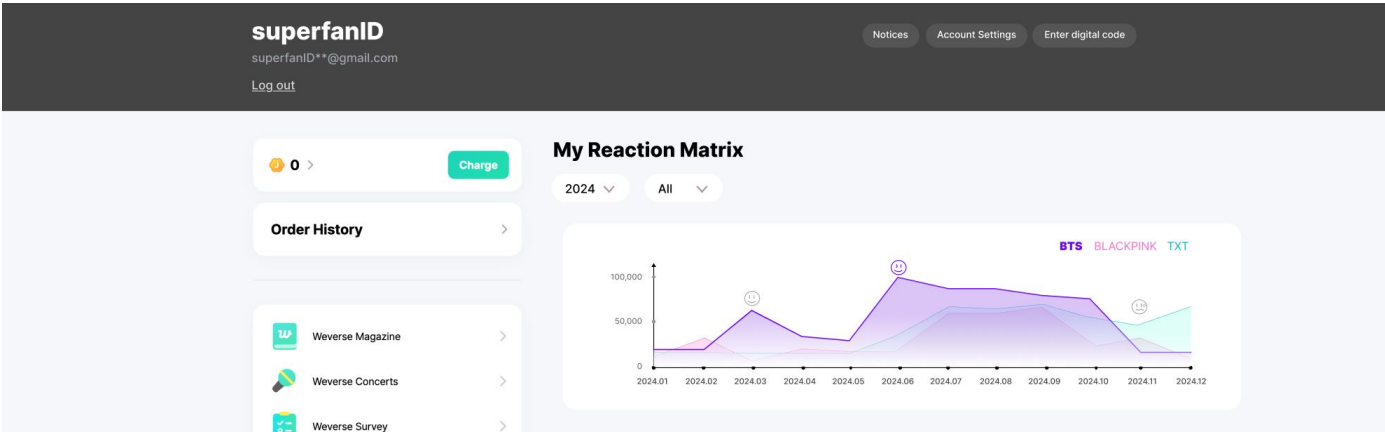 superfanID
superfanID**@gmail.com
Log out
Notices Account Settings Enter digital code
0
Charge
Order History
Weverse Magazine
Weverse Concerts
Weverse Survey
My Reaction Matrix
2024 All
BTS BLACKPINK TXT
100,000
50,000
0
2024.01 2024.02 2024.03 2024.04 2024.05 2024.06 2024.07 2024.08 2024.09 2024.10 2024.11 2024.12